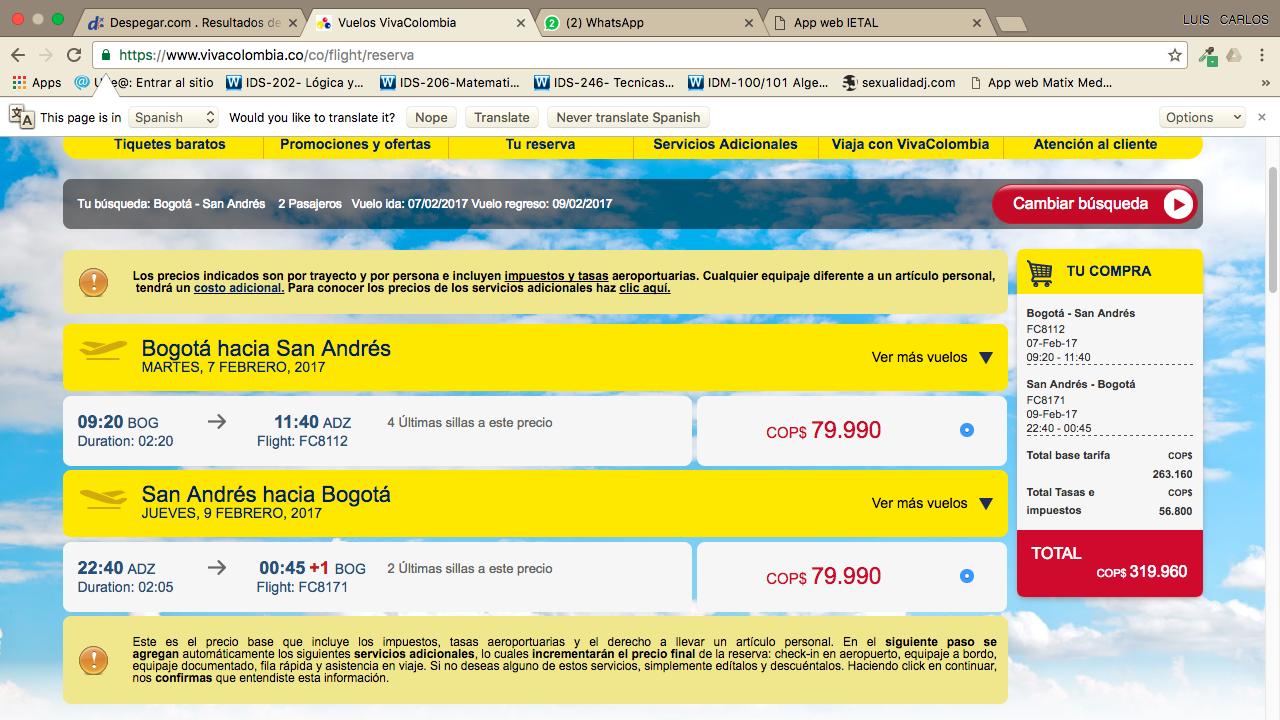 Despegar.com . Resultados de
Vuelos VivaColombia
(2) WhatsApp
App web IETAL
LUIS CARLOS
https://www.vivacolombia.co/co/flight/reserva
Apps
Entrar al sitio
IDS-202- Lógica y...
IDS-206-Matemati...
IDS-246- Tecnicas...
IDM-100/101 Alge...
sexualidadj.com
App web Matix Med...
»
This page is in
Spanish
Would you like to translate it?
Nope
Translate
Never translate Spanish
Options
Tiquetes baratos
Promociones y ofertas
Tu reserva
Servicios Adicionales
Viaja con VivaColombia
Atención al cliente
Tu búsqueda: Bogotá - San Andrés 2 Pasajeros Vuelo ida: 07/02/2017 Vuelo regreso: 09/02/2017
Cambiar búsqueda
Los precios indicados son por trayecto y por persona e incluyen impuestos y tasas aeroportuarias. Cualquier equipaje diferente a un artículo personal,
tendrá un costo adicional. Para conocer los precios de los servicios adicionales haz clic aquí.
Bogotá hacia San Andrés
MARTES, 7 FEBRERO, 2017
Ver más vuelos
09:20 BOG
Duration: 02:20
11:40 ADZ
Flight: FC8112
4 Últimas sillas a este precio
COP$ 79.990
San Andrés hacia Bogotá
JUEVES, 9 FEBRERO, 2017
Ver más vuelos
22:40 ADZ
Duration: 02:05
00:45 +1 BOG
Flight: FC8171
2 Últimas sillas a este precio
COP$ 79.990
Este es el precio base que incluye los impuestos, tasas aeroportuarias y el derecho a llevar un artículo personal. En el siguiente paso se
agregan automáticamente los siguientes servicios adicionales, lo cuales incrementarán el precio final de la reserva: check-in en aeropuerto, equipaje a bordo,
equipaje documentado, fila rápida y asistencia en viaje. Si no deseas alguno de estos servicios, simplemente edítalos y descuéntalos. Haciendo click en continuar,
nos confirmas que entendiste esta información.
TU COMPRA
Bogotá - San Andrés
FC8112
07-Feb-17
09:20 - 11:40
San Andrés - Bogotá
FC8171
09-Feb-17
22:40 - 00:45
Total base tarifa COP$
263.160
Total Tasas e COP$
impuestos 56.800
TOTAL
COP$ 319.960